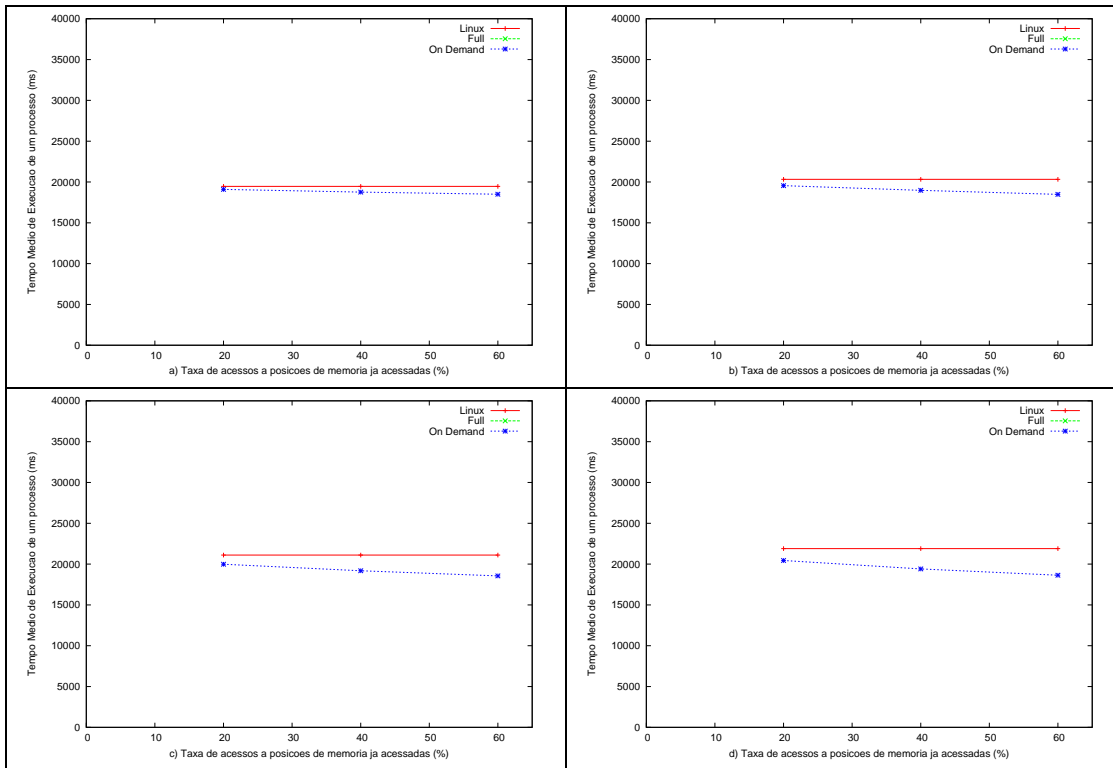 Tempo Medio de Execucao de um processo (ms)
40000
35000
30000
25000
20000
15000
10000
5000
0
Linux
Full
On Demand
0 10 20 30 40 50 60
a) Taxa de acessos a posicoes de memoria ja acessadas (%)
Tempo Medio de Execucao de um processo (ms)
40000
35000
30000
25000
20000
15000
10000
5000
0
Linux
Full
On Demand
0 10 20 30 40 50 60
b) Taxa de acessos a posicoes de memoria ja acessadas (%)
Tempo Medio de Execucao de um processo (ms)
40000
35000
30000
25000
20000
15000
10000
5000
0
Linux
Full
On Demand
0 10 20 30 40 50 60
c) Taxa de acessos a posicoes de memoria ja acessadas (%)
Tempo Medio de Execucao de um processo (ms)
40000
35000
30000
25000
20000
15000
10000
5000
0
Linux
Full
On Demand
0 10 20 30 40 50 60
d) Taxa de acessos a posicoes de memoria ja acessadas (%)